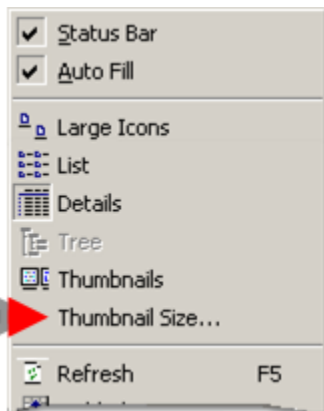 Status Bar
Auto Fill
Large Icons
List
Details
Tree
Thumbnails
Thumbnail Size...
Refresh F5